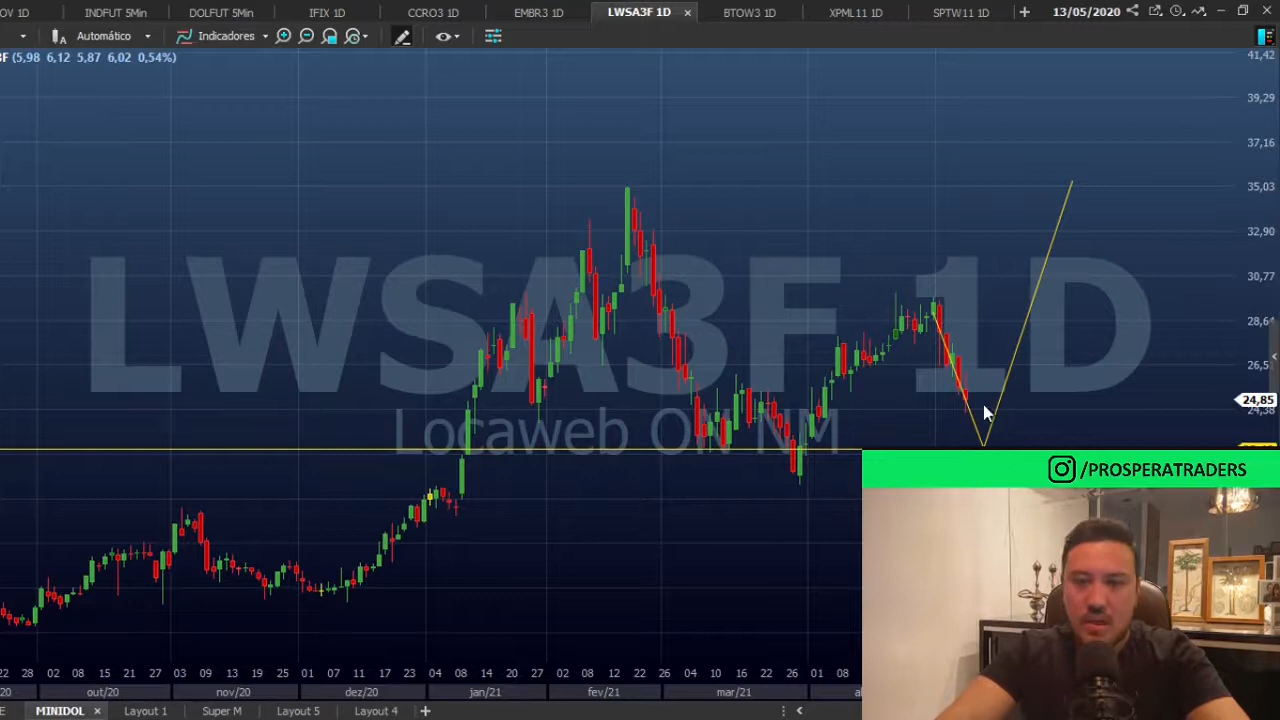 OV 1D
INDFUT 5Min
DOLFUT 5Min
IFIX 1D
CCRO3 1D
EMBR3 1D
LWSA3F 1D
BTOW3 1D
XPML11 1D
SPTW11 1D
13/05/2020
Automático
Indicadores
F (5,98 6,12 5,87 6,02 0,54%)
41,42
39,29
37,16
35,03
32,90
30,77
28,6
26,5
24,85
24,38
LWSA3F 1D
Locaweb ON NM
/PROSPERATRADERS
22 28 02 08 15 21 27 03 09 13 19 25 01 07 13 17 23 04 08 14 20 27 02 08 12 17 23 04 10 16 22 26 01 08
20 out/20 nov/20 dez/20 jan/21 fev/21 mar/21 a
E
MINIDOL
Layout 1
Super M
Layout 5
Layout 4